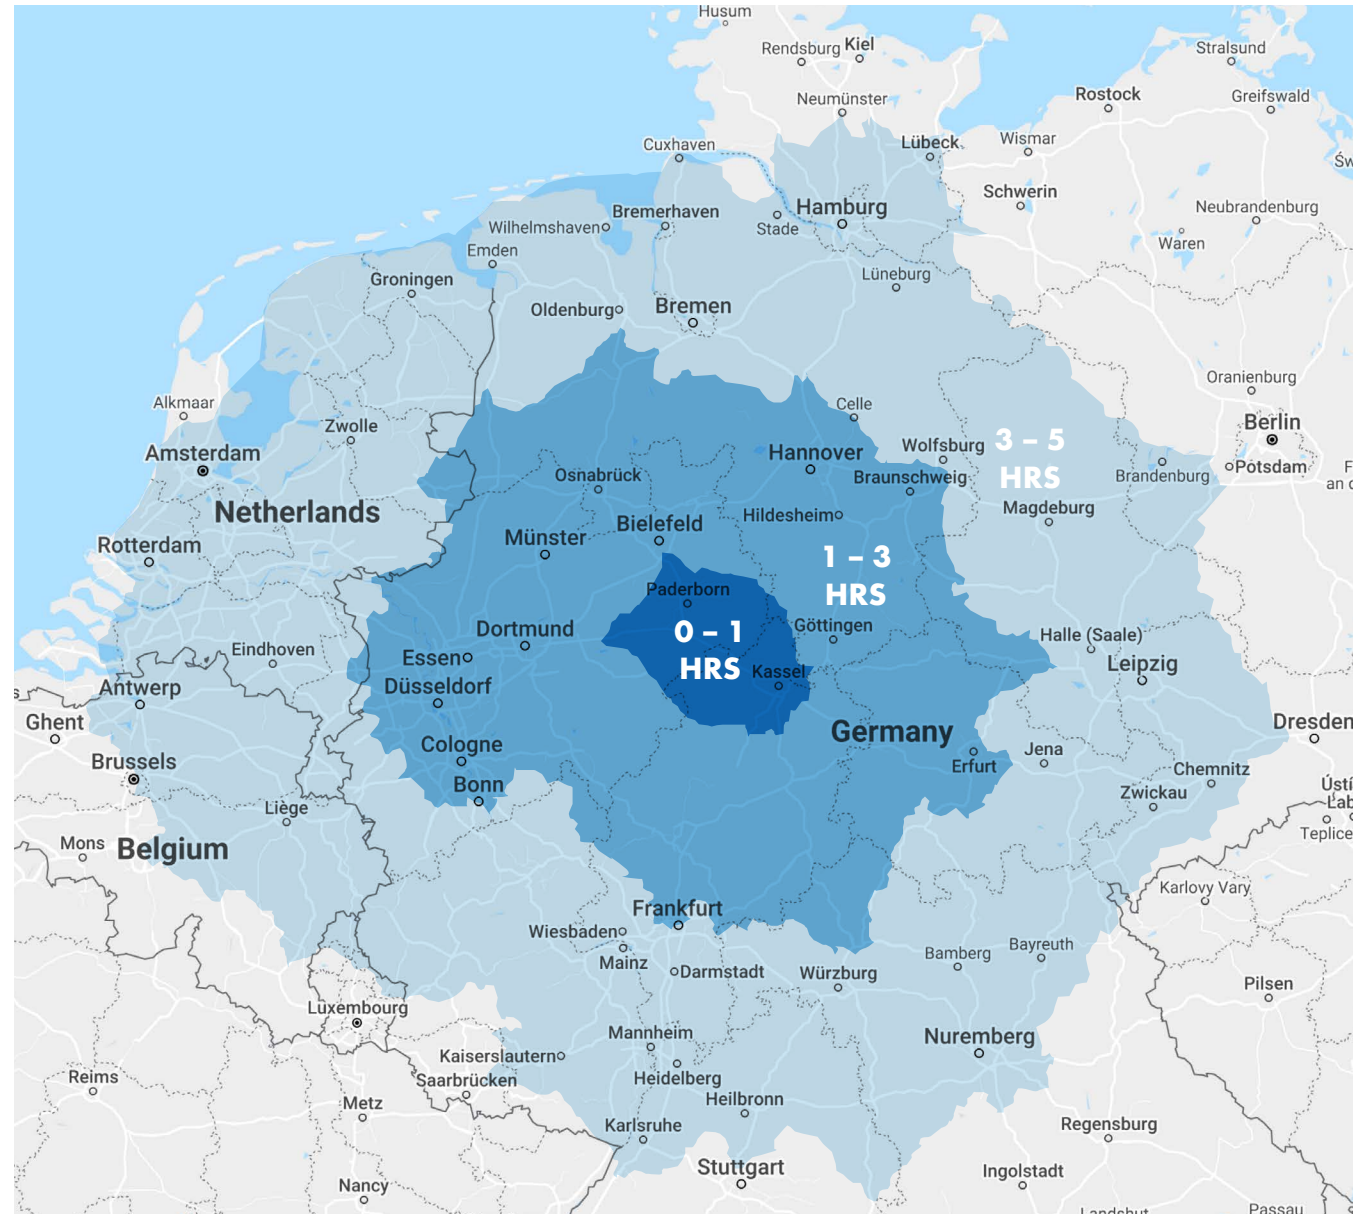 Husum
Rendsburg
Kiel
Stralsund
Neumünster
Rostock
Greifswald
Cuxhaven
Lübeck
Wismar
Schwerin
Bremerhaven
Hamburg
Neubrandenburg
Wilhelmshaven
Stade
Waren
Emden
Groningen
Lüneburg
Oldenburg
Bremen
Oranienburg
Alkmaar
Celle
Zwolle
Berlin
Amsterdam
Hannover
Wolfsburg
3 – 5
HRS
Potsdam
Osnabrück
Braunschweig
Brandenburg
Netherlands
Hildesheim
Magdeburg
Bielefeld
Münster
Rotterdam
1 – 3
HRS
Paderborn
Dortmund
0 – 1
HRS
Göttingen
Halle (Saale)
Eindhoven
Essen
Kassel
Leipzig
Antwerp
Düsseldorf
Ghent
Germany
Dresden
Cologne
Jena
Brussels
Erfurt
Chemnitz
Bonn
Zwickau
Liège
Teplice
Mons
Belgium
Karlovy Vary
Frankfurt
Wiesbaden
Mainz
Darmstadt
Würzburg
Bamberg
Bayreuth
Pilsen
Luxembourg
Mannheim
Nuremberg
Kaiserslautern
Saarbrücken
Heidelberg
Reims
Metz
Heilbronn
Karlsruhe
Regensburg
Stuttgart
Ingolstadt
Nancy
Passau